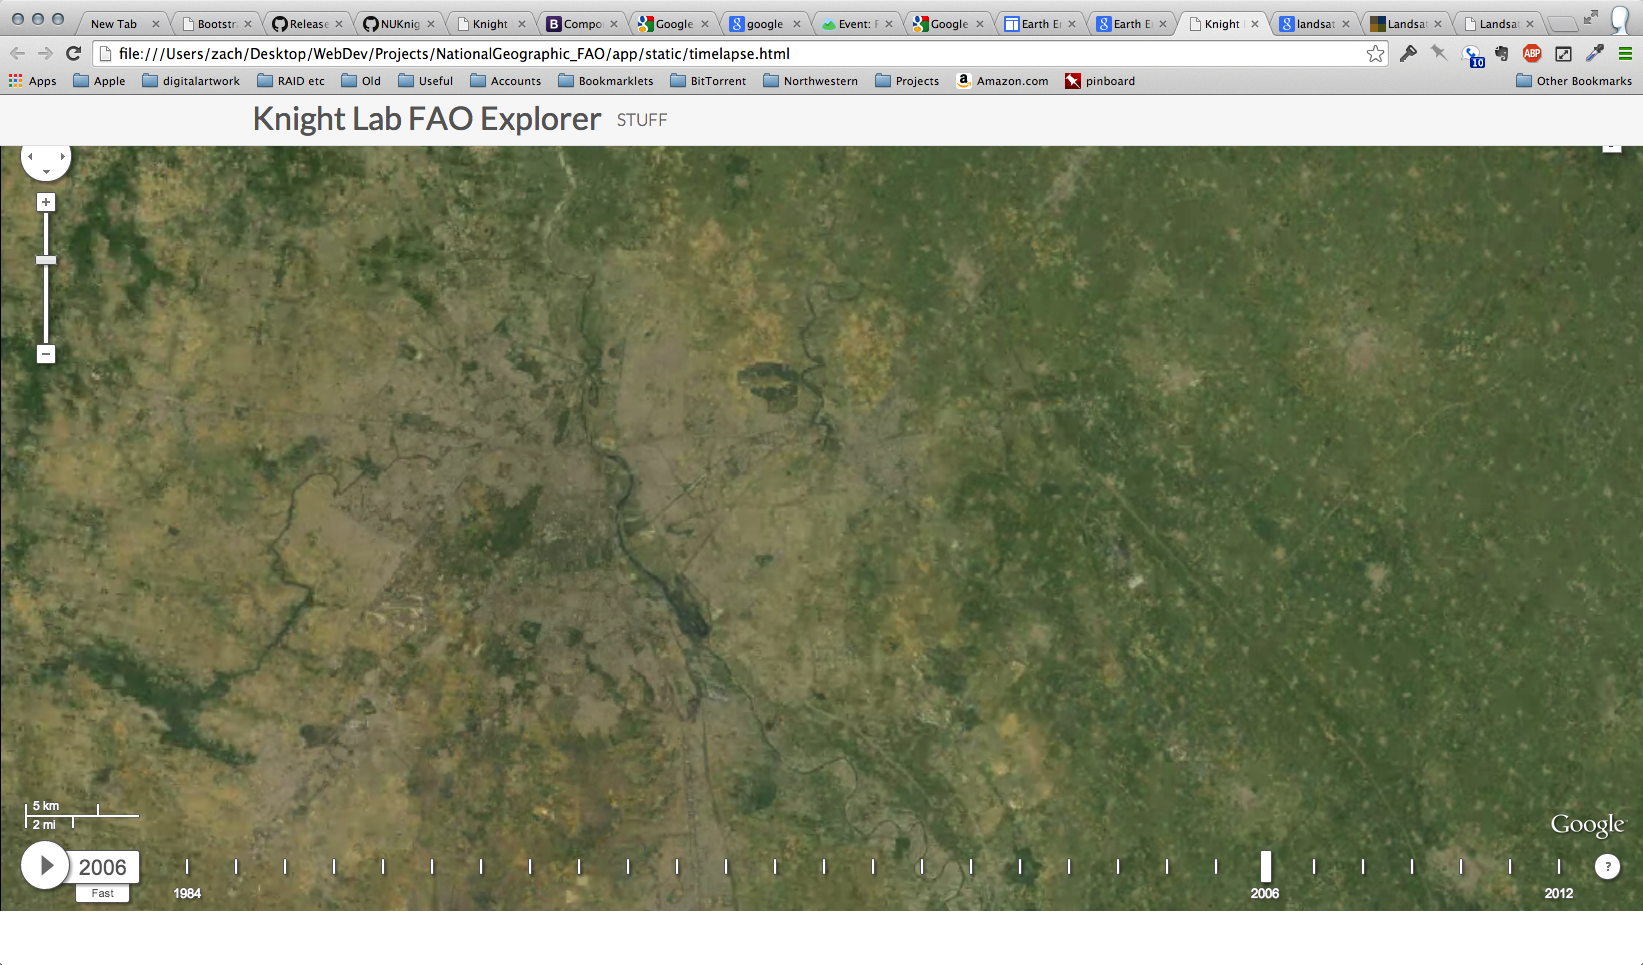 New Tab
Bootstr
Release
NUKnig
Knight
Compo
Google
google
Event: F
Google
Earth En
Earth E
Knight
landsat
Landsat
Landsat
file:///Users/zach/Desktop/WebDev/Projects/NationalGeographic_FAO/app/static/timelapse.html
10
ABP
Apps Apple digitalartwork RAID etc Old Useful Accounts Bookmarklets BitTorrent Northwestern Projects Amazon.com pinboard Other Bookmarks
Knight Lab FAO Explorer STUFF
5 km
2 mi
Google
2006
Fast
1984
2006
2012
?